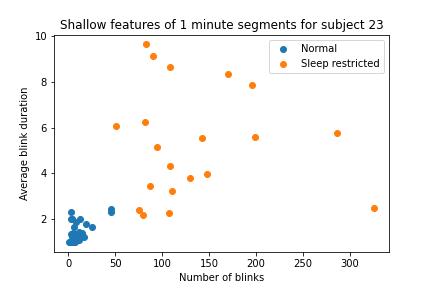 Shallow features of 1 minute segments for subject 23
Normal
Sleep restricted
Average blink duration
10
8
6
4
2
0 50 100 150 200 250 300
Number of blinks